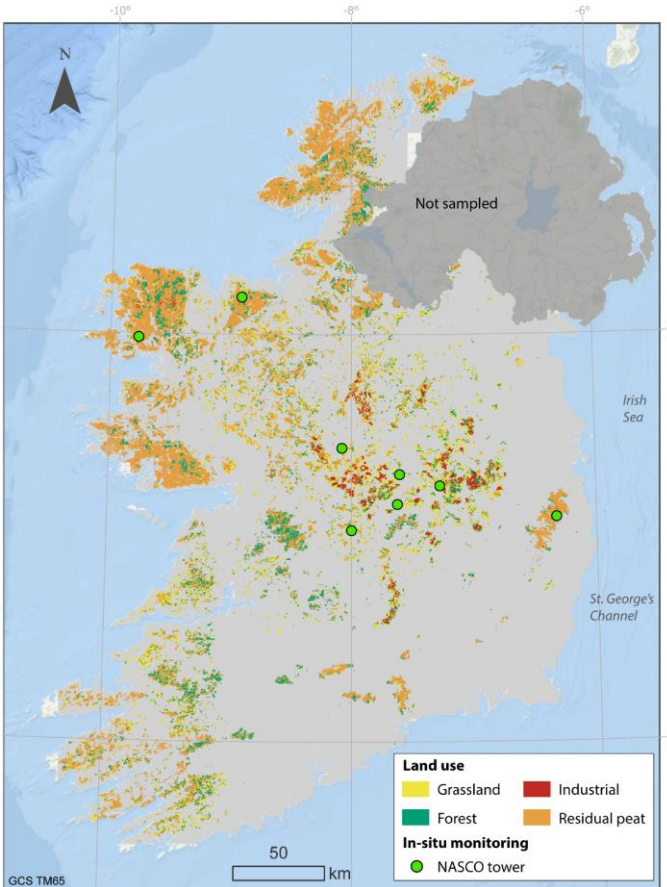 -10° -8° -6°
N
Not sampled
Irish
Sea
St. George's
Channel
Land use
Grassland Industrial
Forest Residual peat
In-situ monitoring
NASCO tower
50
km
GCS TM65